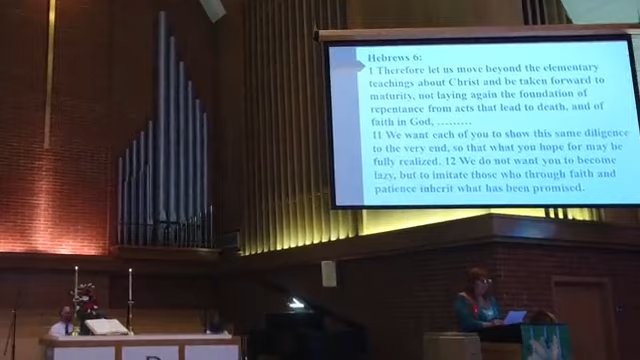 Hebrews 6:
1 Therefore let us move beyond the elementary
teachings about Christ and be taken forward to
maturity, not laying again the foundation of
repentance from acts that lead to death, and of
faith in God, ………
11 We want each of you to show this same diligence
to the very end, so that what you hope for may be
fully realized. 12 We do not want you to become
lazy, but to imitate those who through faith and
patience inherit what has been promised.